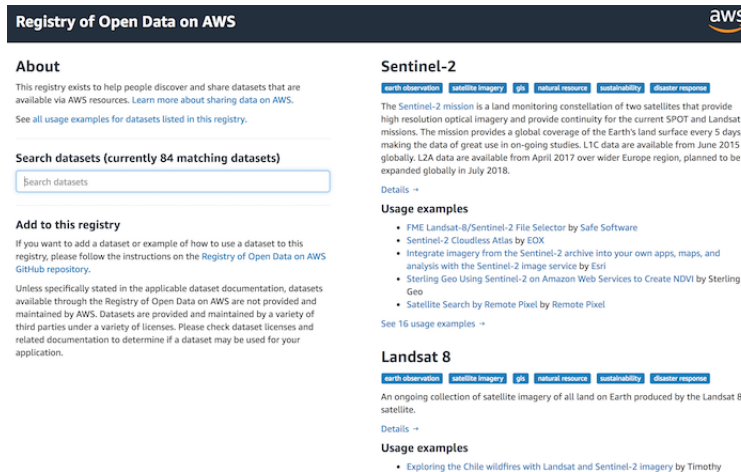 Registry of Open Data on AWS
aws
About
This registry exists to help people discover and share datasets that are
available via AWS resources. Learn more about sharing data on AWS.
See all usage examples for datasets listed in this registry.
Search datasets (currently 84 matching datasets)
Search datasets
Add to this registry
If you want to add a dataset or example of how to use a dataset to this
registry, please follow the instructions on the Registry of Open Data on AWS
GitHub repository.
Unless specifically stated in the applicable dataset documentation, datasets
available through the Registry of Open Data on AWS are not provided and
maintained by AWS. Datasets are provided and maintained by a variety of
third parties under a variety of licenses. Please check dataset licenses and
related documentation to determine if a dataset may be used for your
application.
Sentinel-2
earth observation satellite imagery gis natural resource sustainability disaster response
The Sentinel-2 mission is a land monitoring constellation of two satellites that provide
high resolution optical imagery and provide continuity for the current SPOT and Landsat
missions. The mission provides a global coverage of the Earth's land surface every 5 days,
making the data of great use in on-going studies. L1C data are available from June 2015
globally. L2A data are available from April 2017 over wider Europe region, planned to be
expanded globally in July 2018.
Details →
Usage examples
• FME Landsat-8/Sentinel-2 File Selector by Safe Software
• Sentinel-2 Cloudless Atlas by EOX
• Integrate imagery from the Sentinel-2 archive into your own apps, maps, and
analysis with the Sentinel-2 image service by Esri
• Sterling Geo Using Sentinel-2 on Amazon Web Services to Create NDVI by Sterling
Geo
• Satellite Search by Remote Pixel by Remote Pixel
See 16 usage examples →
Landsat 8
earth observation satellite imagery gis natural resource sustainability disaster response
An ongoing collection of satellite imagery of all land on Earth produced by the Landsat 8
satellite.
Details →
Usage examples
• Exploring the Chile wildfires with Landsat and Sentinel-2 imagery by Timothy